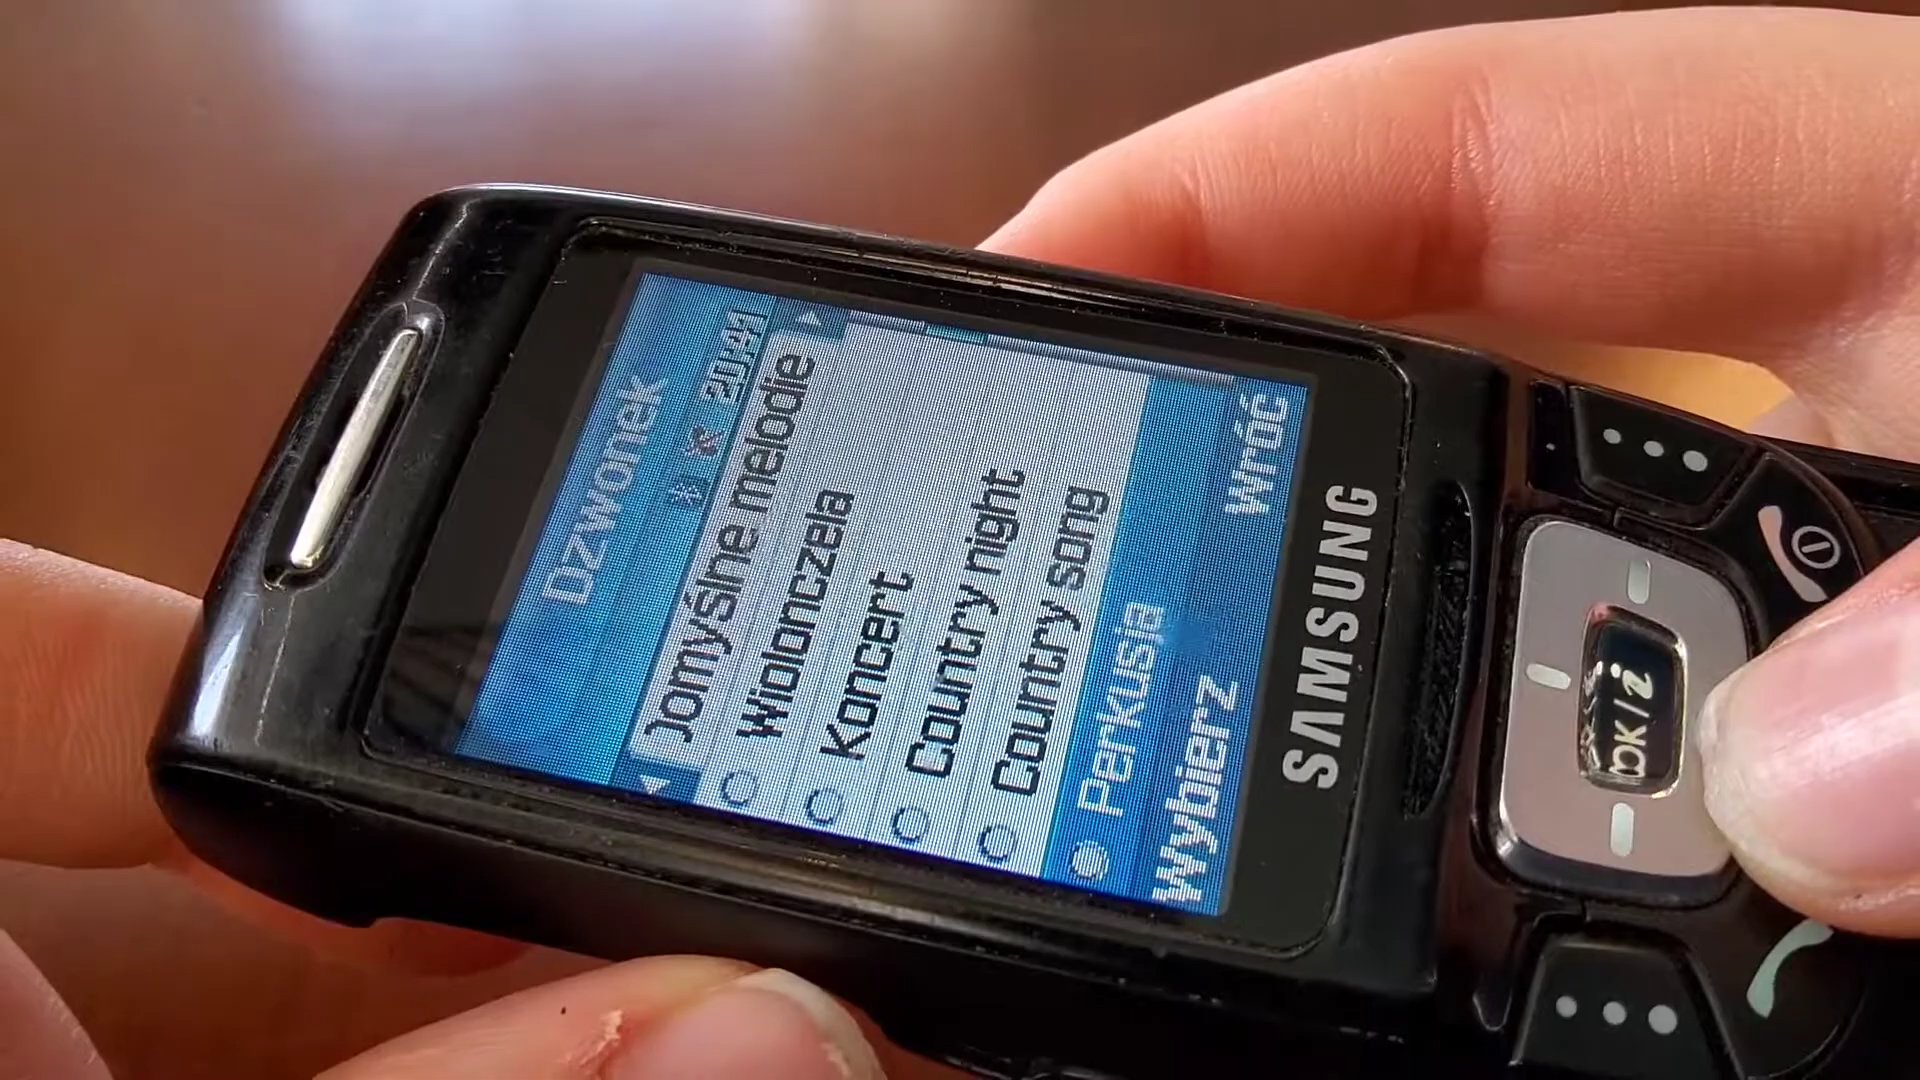 Dzwonek
20:41
Domyślne melodie
Wiolonczela
Koncert
Country night
Country song
Perkusja
Wybierz
Wróć
SAMSUNG
OK/i